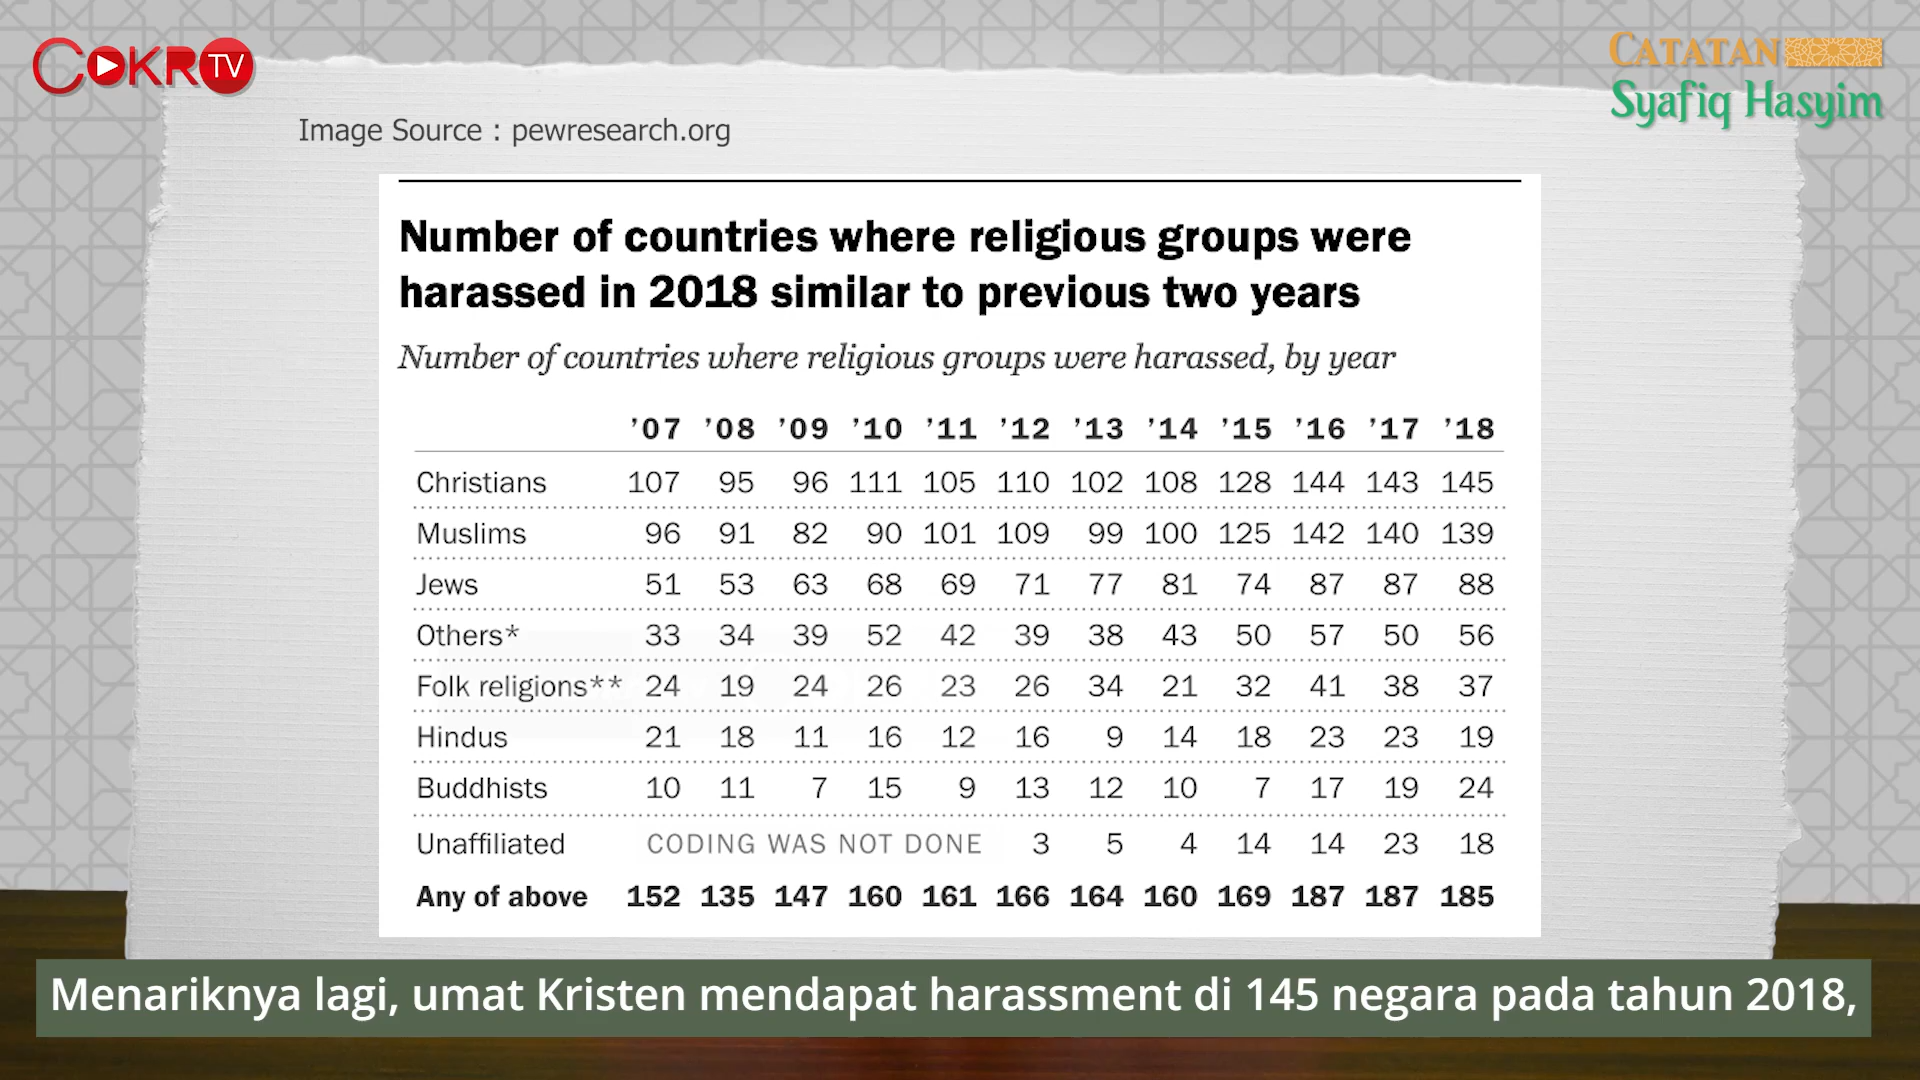 COKRO TV
CATATAN
Syafiq Hasyim
Image Source : pewresearch.org
Number of countries where religious groups were
harassed in 2018 similar to previous two years
Number of countries where religious groups were harassed, by year
’07 ’08 ’09 ’10 ’11 ’12 ’13 ’14 ’15 ’16 ’17 ’18
Christians 107 95 96 111 105 110 102 108 128 144 143 145
Muslims 96 91 82 90 101 109 99 100 125 142 140 139
Jews 51 53 63 68 69 71 77 81 74 87 87 88
Others* 33 34 39 52 42 39 38 43 50 57 50 56
Folk religions** 24 19 24 26 23 26 34 21 32 41 38 37
Hindus 21 18 11 16 12 16 9 14 18 23 23 19
Buddhists 10 11 7 15 9 13 12 10 7 17 19 24
Unaffiliated CODING WAS NOT DONE 3 5 4 14 14 23 18
Any of above 152 135 147 160 161 166 164 160 169 187 187 185
Menariknya lagi, umat Kristen mendapat harassment di 145 negara pada tahun 2018,